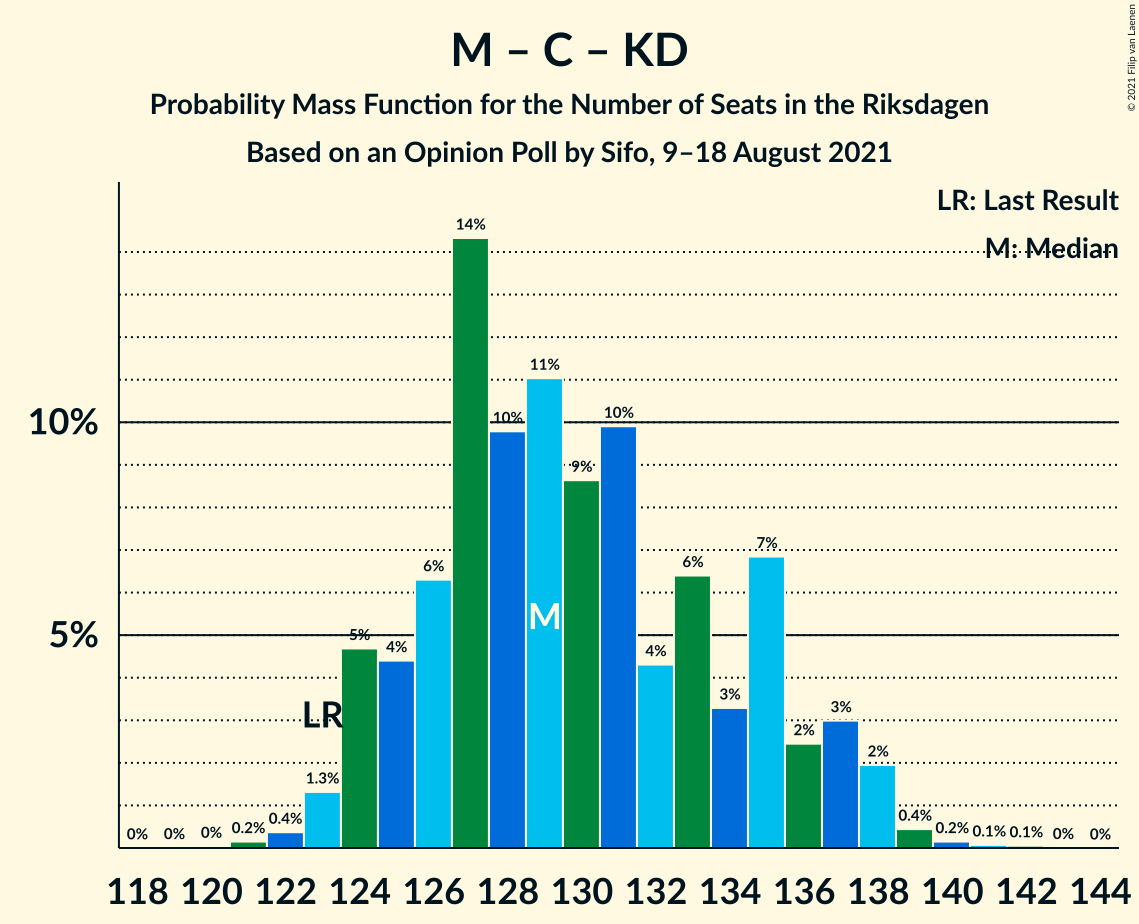 M – C – KD
Probability Mass Function for the Number of Seats in the Riksdagen
Based on an Opinion Poll by Sifo, 9–18 August 2021
© 2021 Filip van Laenen
LR: Last Result
M: Median
10%
5%
0% 0% 0% 0.2% 0.4% 1.3% 5% 4% 6% 14% 10% 11% 9% 10% 4% 6% 3% 7% 2% 3% 2% 0.4% 0.2% 0.1% 0.1% 0% 0%
LR
M
118 120 122 124 126 128 130 132 134 136 138 140 142 144